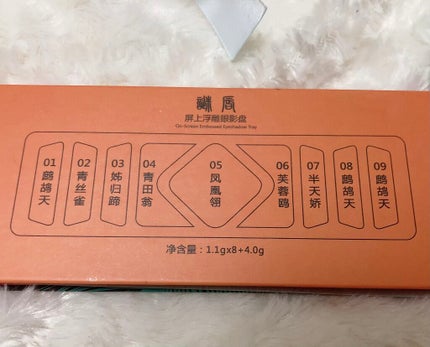 屏上浮雕眼影盘
On-Screen Embossed Eyeshadow Tray
01 鹧鸪天
02 青丝雀
03 姊归蹄
04 青田翁
05 凤凰翎
06 芙蓉鸥
07 半天娇
08 鹧鸪天
09 鹧鸪天
净含量：1.1gx8+4.0g